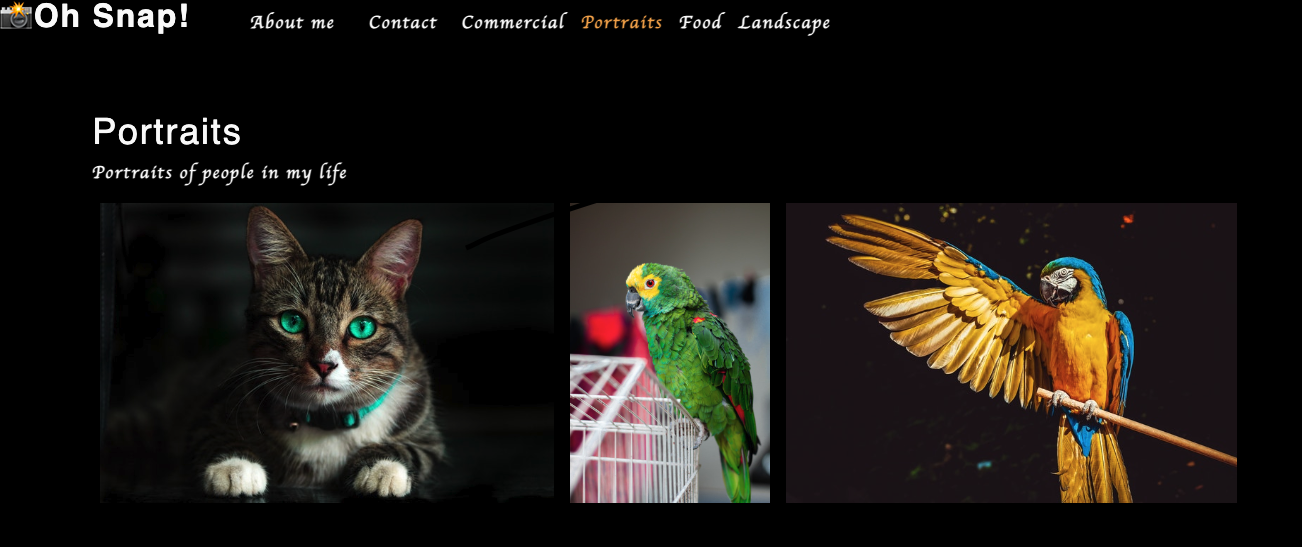 📸Oh Snap!
About me Contact Commercial Portraits Food Landscape
Portraits
Portraits of people in my life